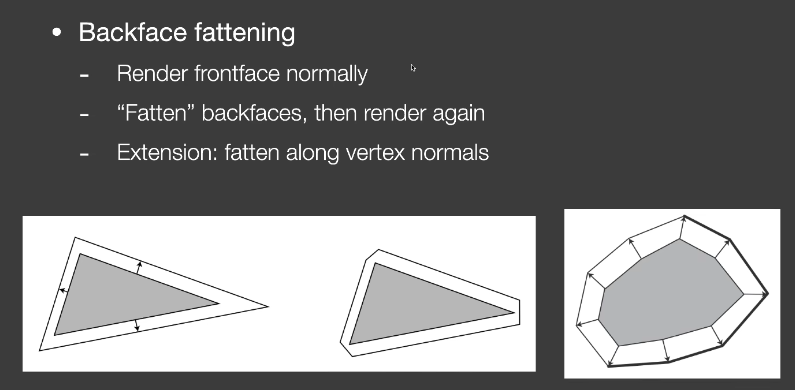 • Backface fattening
- Render frontface normally
- “Fatten” backfaces, then render again
- Extension: fatten along vertex normals